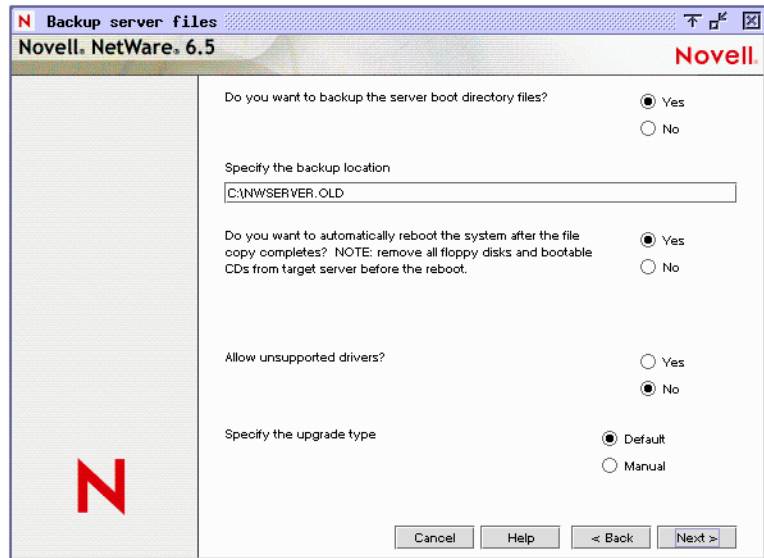 N Backup server files
Novell® NetWare® 6.5
Novell®
Do you want to backup the server boot directory files?
Yes
No
Specify the backup location
C:\NWSERVER.OLD
Do you want to automatically reboot the system after the file
copy completes? NOTE: remove all floppy disks and bootable
CDs from target server before the reboot.
Yes
No
Allow unsupported drivers?
Yes
No
Specify the upgrade type
Default
Manual
N
Cancel
Help
< Back
Next >